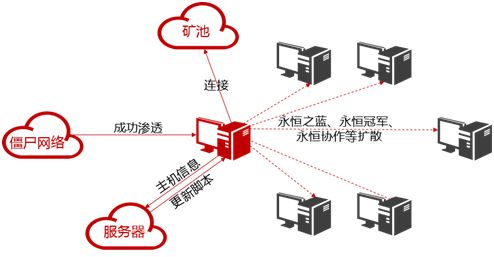 矿池
连接
僵尸网络
成功渗透
永恒之蓝、永恒冠军、
永恒协作等扩散
主机信息
更新脚本
服务器